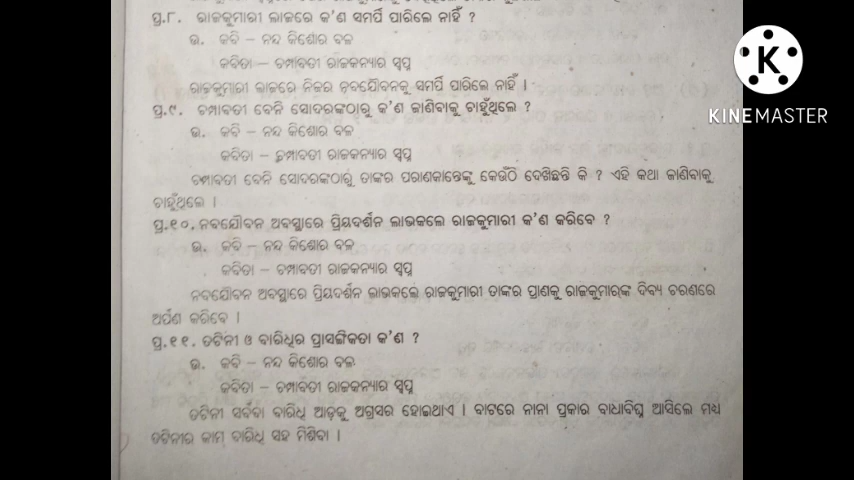 ପ୍ର.୮. ରାଜକୁମାରୀ ଲାଜରେ କ'ଣ ସମର୍ପି ପାରିଲେ ନାହିଁ ?
ଉ. କବି – ନନ୍ଦ କିଶୋର ବଳ
କବିତା – ଚମ୍ପାବତୀ ରାଜକନ୍ୟାର ସ୍ୱପ୍ନ
ରାଜକୁମାରୀ ଲାଜରେ ନିଜର ନବଯୌବନକୁ ସମର୍ପି ପାରିଲେ ନାହିଁ ।
ପ୍ର.୯. ଚମ୍ପାବତୀ ବେନି ସୋଦରଙ୍କଠାରୁ କ'ଣ ଜାଣିବାକୁ ଚାହୁଁଥିଲେ ?
ଉ. କବି – ନନ୍ଦ କିଶୋର ବଳ
କବିତା – ଚମ୍ପାବତୀ ରାଜକନ୍ୟାର ସ୍ୱପ୍ନ
ଚମ୍ପାବତୀ ବେନି ସୋଦରଙ୍କଠାରୁ ତାଙ୍କର ପରାଣକାନ୍ତେଙ୍କୁ କେଉଁଠି ଦେଖିଛନ୍ତି କି ? ଏହି କଥା ଜାଣିବାକୁ
ଚାହୁଁଥିଲେ ।
ପ୍ର.୧୦. ନବଯୌବନ ଅବସ୍ଥାରେ ପ୍ରିୟଦର୍ଶନ ଲାଭକଲେ ରାଜକୁମାରୀ କ'ଣ କରିବେ ?
ଉ. କବି – ନନ୍ଦ କିଶୋର ବଳ
କବିତା – ଚମ୍ପାବତୀ ରାଜକନ୍ୟାର ସ୍ୱପ୍ନ
ନବଯୌବନ ଅବସ୍ଥାରେ ପ୍ରିୟଦର୍ଶନ ଲାଭକଲେ ରାଜକୁମାରୀ ତାଙ୍କର ପ୍ରାଣକୁ ରାଜକୁମାରଙ୍କ ଦିବ୍ୟ ଚରଣରେ
ଅର୍ପଣ କରିବେ ।
ପ୍ର.୧୧. ତଟିନୀ ଓ ବାରିଧିର ପ୍ରାସଙ୍ଗିକତା କ'ଣ ?
ଉ. କବି – ନନ୍ଦ କିଶୋର ବଳ
କବିତା – ଚମ୍ପାବତୀ ରାଜକନ୍ୟାର ସ୍ୱପ୍ନ
ତଟିନୀ ସର୍ବଦା ବାରିଧି ଆଡ଼କୁ ଅଗ୍ରସର ହୋଇଥାଏ । ବାଟରେ ନାନା ପ୍ରକାର ବାଧାବିଘ୍ନ ଆସିଲେ ମଧ୍ୟ
ତଟିନୀର କାମ୍ ବାରିଧି ସହ ମିଶିବା ।
K
KINEMASTER